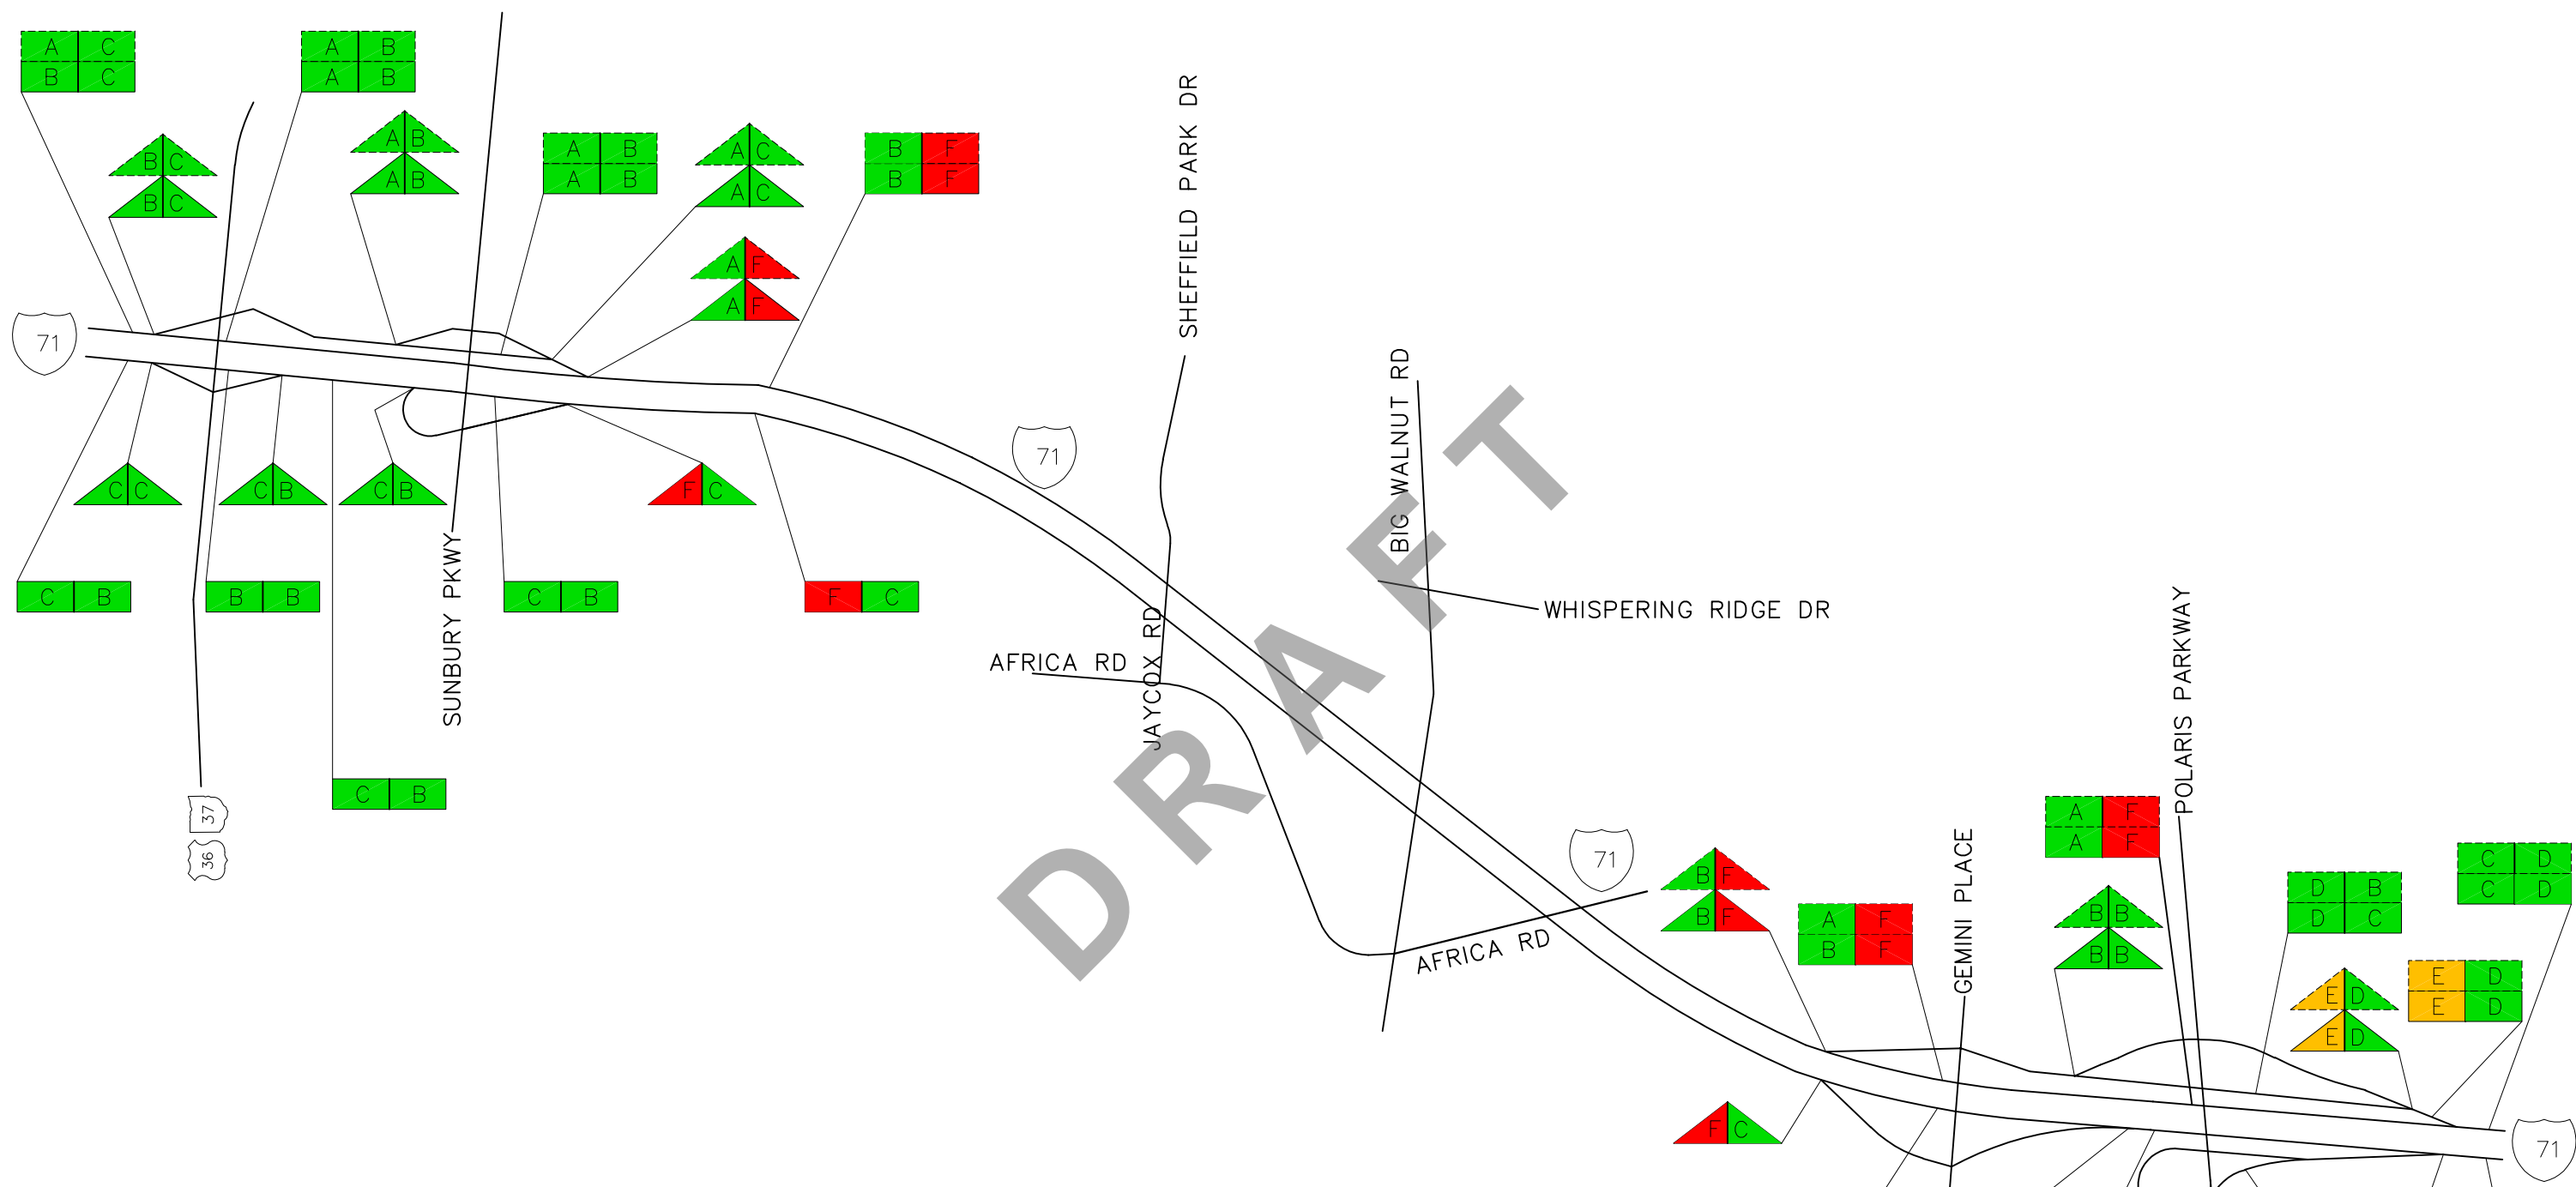 A C
B C
A B
A B
B C
B C
A B
A B
A B
A B
A C
A C
B F
B F
A F
A F
SHEFFIELD PARK DR
71
71
BIG WALNUT RD
C C
C B
C B
F C
C B
B B
C B
F C
SUNBURY PKWY
JAYCOX RD
AFRICA RD
WHISPERING RIDGE DR
POLARIS PARKWAY
DRAFT
C B
37
36
71
AFRICA RD
GEMINI PLACE
B F
B F
A F
B F
A F
A F
B B
B B
D B
D C
C D
C D
E D
E D
E D
E D
F C
71